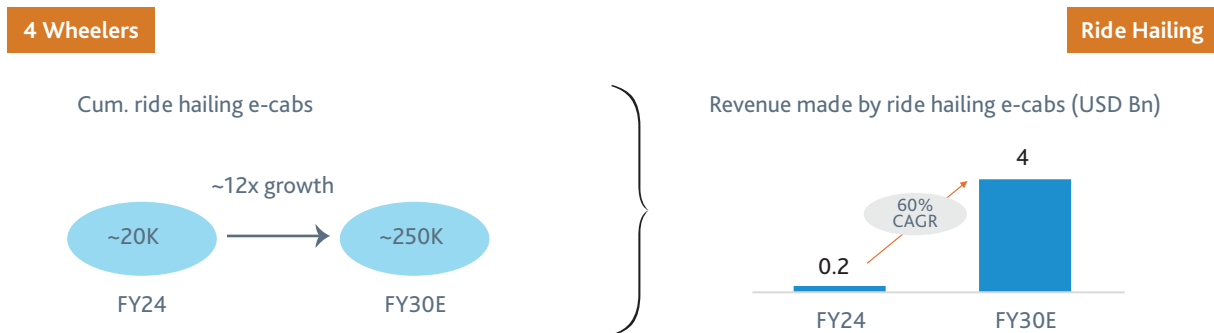 4 Wheelers
Ride Hailing
Cum. ride hailing e-cabs
~12x growth
~20K
~250K
FY24
FY30E
Revenue made by ride hailing e-cabs (USD Bn)
4
60%
CAGR
0.2
FY24
FY30E